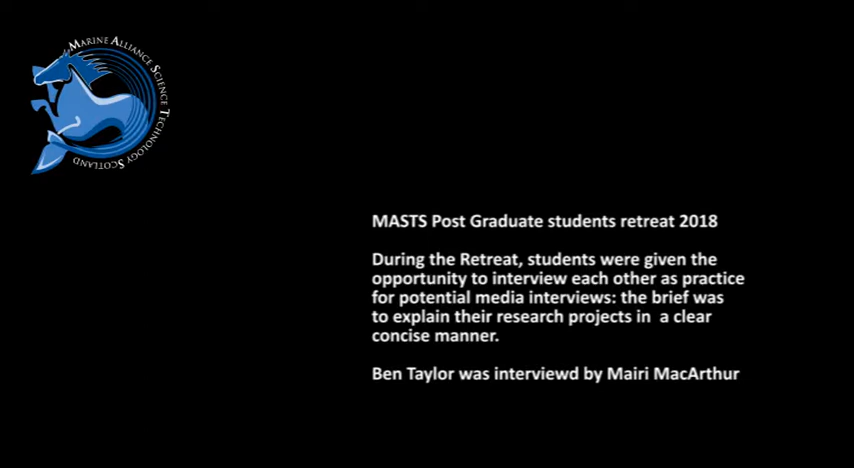 MARINE ALLIANCE SCIENCE TECHNOLOGY SCOTLAND
MASTS Post Graduate students retreat 2018
During the Retreat, students were given the
opportunity to interview each other as practice
for potential media interviews: the brief was
to explain their research projects in a clear
concise manner.
Ben Taylor was interviewd by Mairi MacArthur